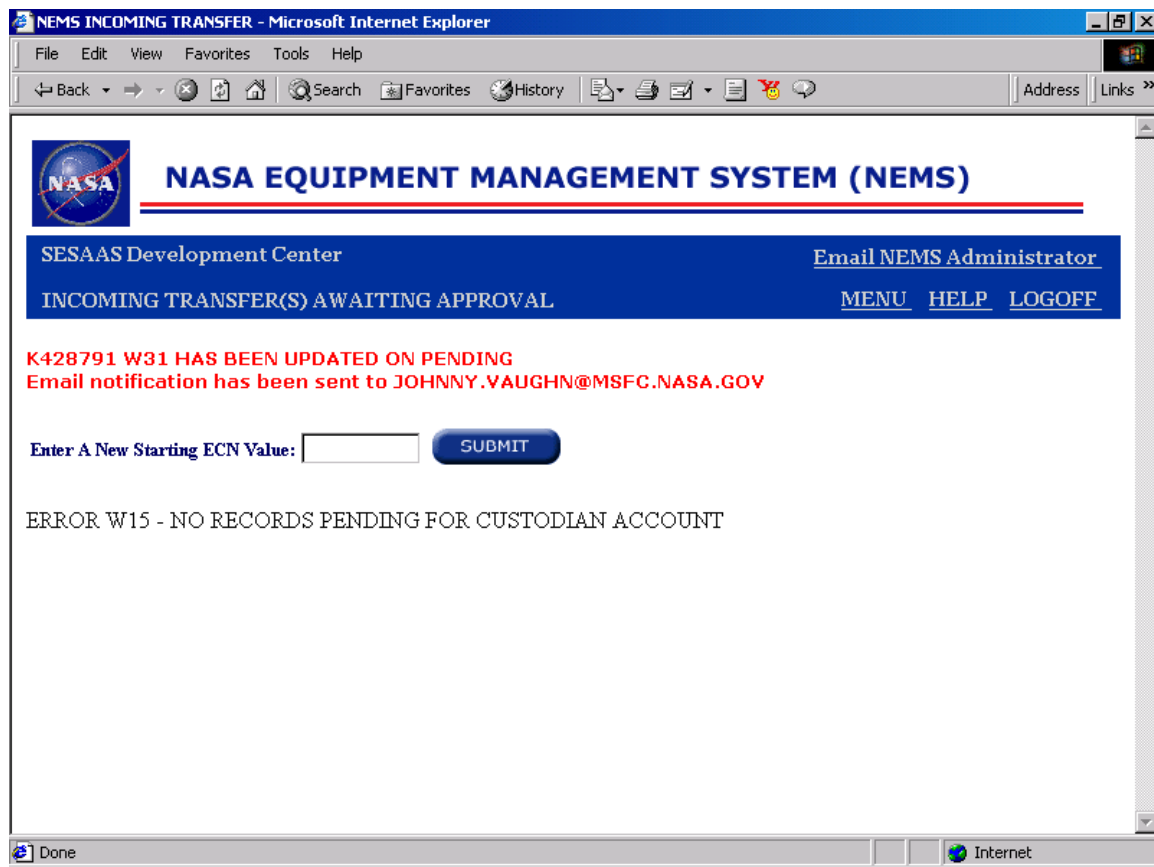 NEMS INCOMING TRANSFER - Microsoft Internet Explorer
File Edit View Favorites Tools Help
Back Search Favorites History Address Links »
NASA
NASA EQUIPMENT MANAGEMENT SYSTEM (NEMS)
SESAAS Development Center Email NEMS Administrator
INCOMING TRANSFER(S) AWAITING APPROVAL MENU HELP LOGOFF
K428791 W31 HAS BEEN UPDATED ON PENDING
Email notification has been sent to JOHNNY.VAUGHN@MSFC.NASA.GOV
Enter A New Starting ECN Value: SUBMIT
ERROR W15 - NO RECORDS PENDING FOR CUSTODIAN ACCOUNT
Done Internet